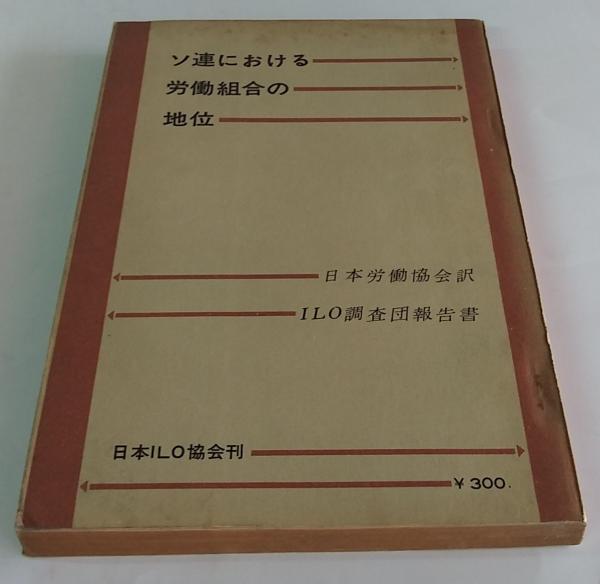 ソ連における
労働組合の
地位
日本労働協会訳
ILO調査団報告書
日本ILO協会刊
¥300.